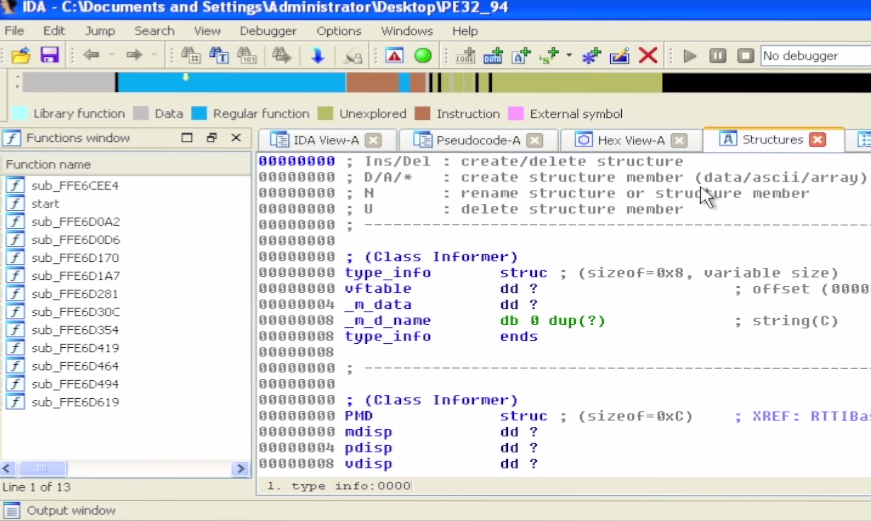 IDA - C:\Documents and Settings\Administrator\Desktop\PE32_94
File Edit Jump Search View Debugger Options Windows Help
No debugger
Library function Data Regular function Unexplored Instruction External symbol
Functions window
IDA View-A Pseudocode-A Hex View-A Structures
Function name
sub_FFE6CEE4
start
sub_FFE6D0A2
sub_FFE6D0D6
sub_FFE6D170
sub_FFE6D1A7
sub_FFE6D281
sub_FFE6D30C
sub_FFE6D354
sub_FFE6D419
sub_FFE6D464
sub_FFE6D494
sub_FFE6D619
Line 1 of 13
00000000 ; Ins/Del : create/delete structure
00000000 ; D/A/* : create structure member (data/ascii/array)
00000000 ; N : rename structure or structure member
00000000 ; U : delete structure member
00000000 ; ----------------------------------------------------------
00000000
00000000 ; (Class Informer)
00000000 type_info struc ; (sizeof=0x8, variable size)
00000000 vftable dd ? ; offset (0000
00000004 _m_data dd ?
00000008 _m_d_name db 0 dup(?) ; string(C)
00000008 type_info ends
00000008
00000000 ; ----------------------------------------------------------
00000000
00000000 ; (Class Informer)
00000000 PMD struc ; (sizeof=0xC) ; XREF: RTTIBas
00000000 mdisp dd ?
00000004 pdisp dd ?
00000008 vdisp dd ?
1. type info:0000
Output window